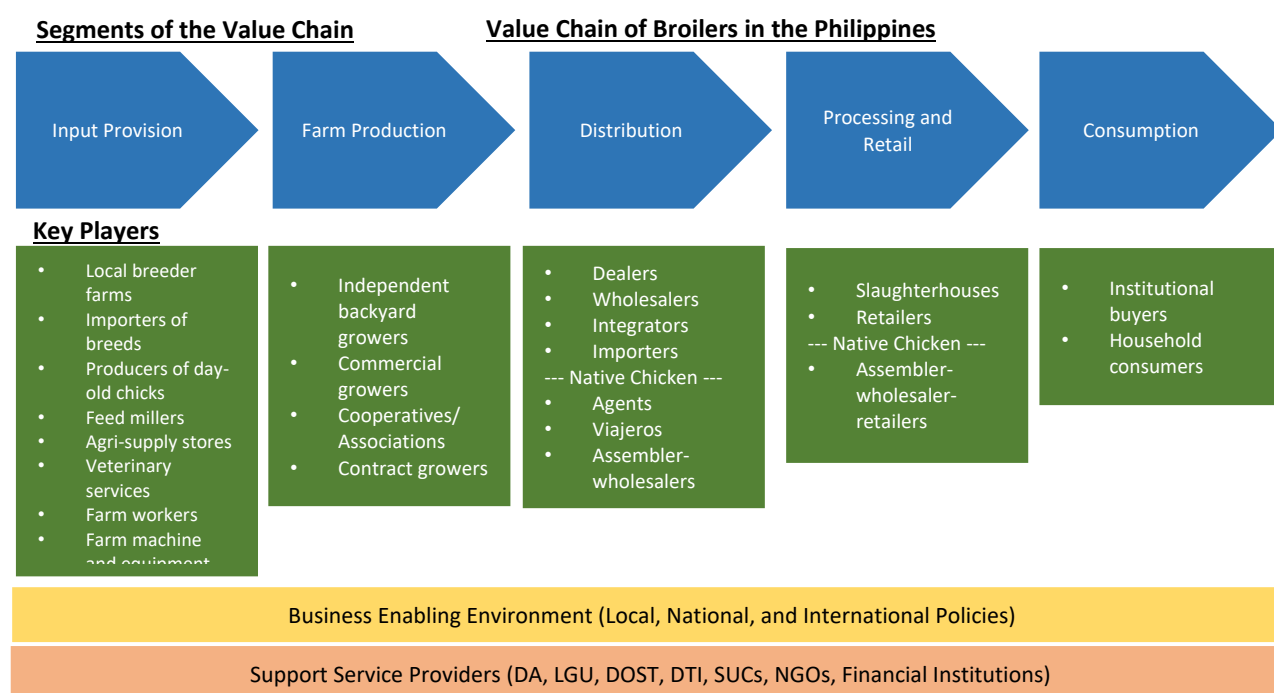 Segments of the Value Chain
Value Chain of Broilers in the Philippines
Input Provision
Farm Production
Distribution
Processing and
Retail
Consumption
Key Players
• Local breeder
farms
• Importers of
breeds
• Producers of day-
old chicks
• Feed millers
• Agri-supply stores
• Veterinary
services
• Farm workers
• Farm machine
and equipment
• Independent
backyard
growers
• Commercial
growers
• Cooperatives/
Associations
• Contract growers
• Dealers
• Wholesalers
• Integrators
• Importers
--- Native Chicken ---
• Agents
• Viajeros
• Assembler-
wholesalers
• Slaughterhouses
• Retailers
--- Native Chicken ---
• Assembler-
wholesaler-
retailers
• Institutional
buyers
• Household
consumers
Business Enabling Environment (Local, National, and International Policies)
Support Service Providers (DA, LGU, DOST, DTI, SUCs, NGOs, Financial Institutions)